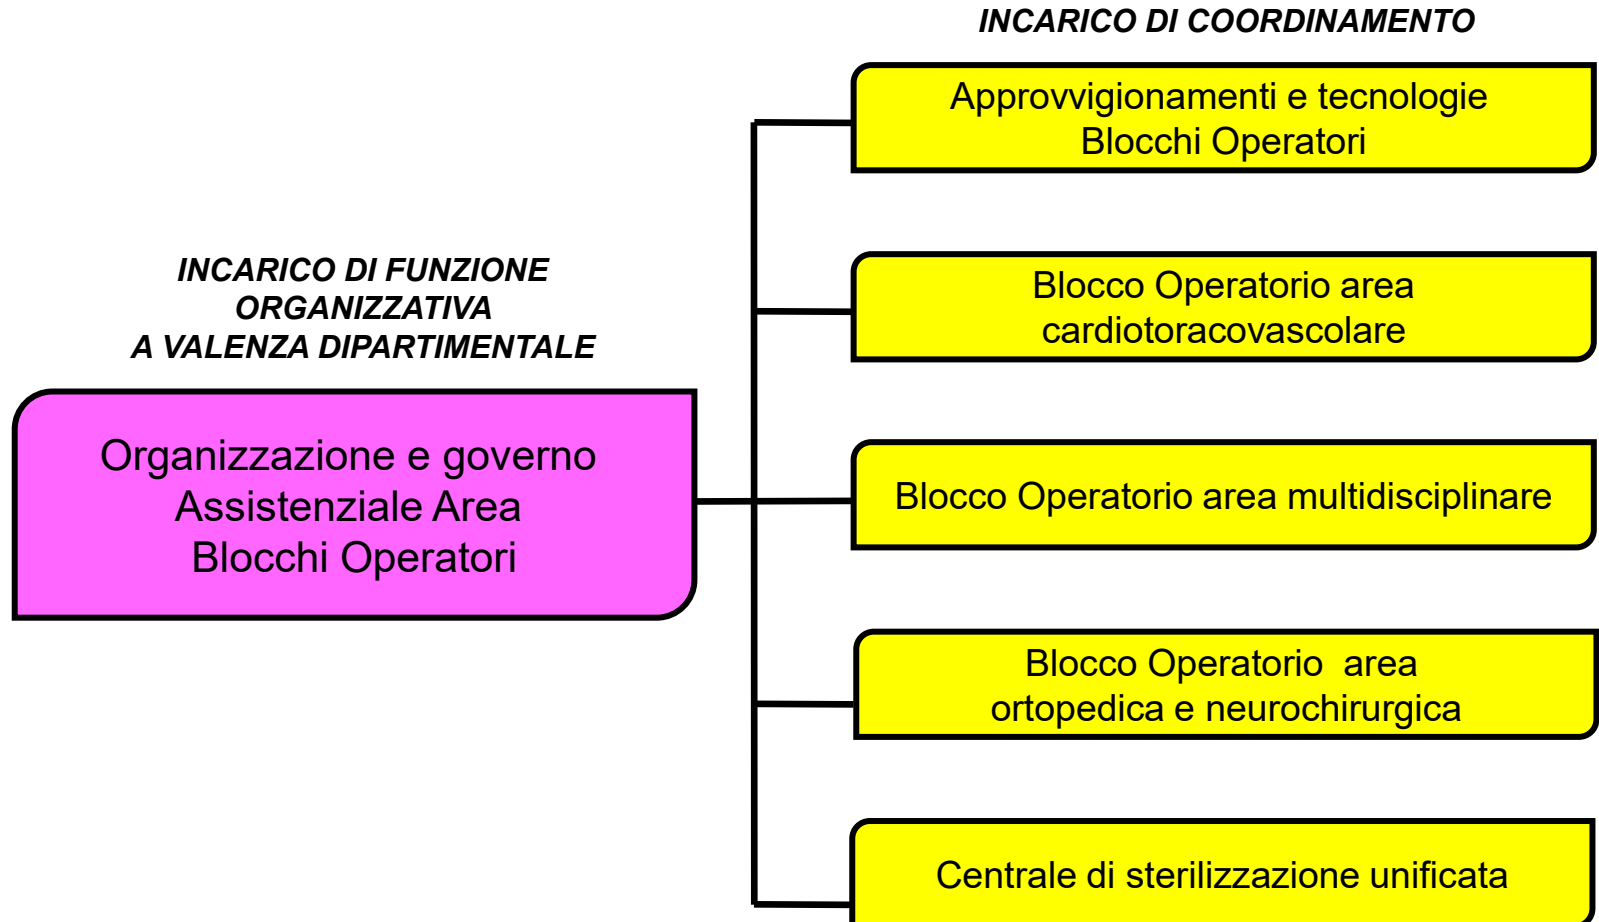 INCARICO DI COORDINAMENTO
Approvvigionamenti e tecnologie
Blocchi Operatori
Blocco Operatorio area
cardiotoracovascolare
INCARICO DI FUNZIONE
ORGANIZZATIVA
A VALENZA DIPARTIMENTALE
Organizzazione e governo
Assistenziale Area
Blocchi Operatori
Blocco Operatorio area multidisciplinare
Blocco Operatorio area
ortopedica e neurochirurgica
Centrale di sterilizzazione unificata